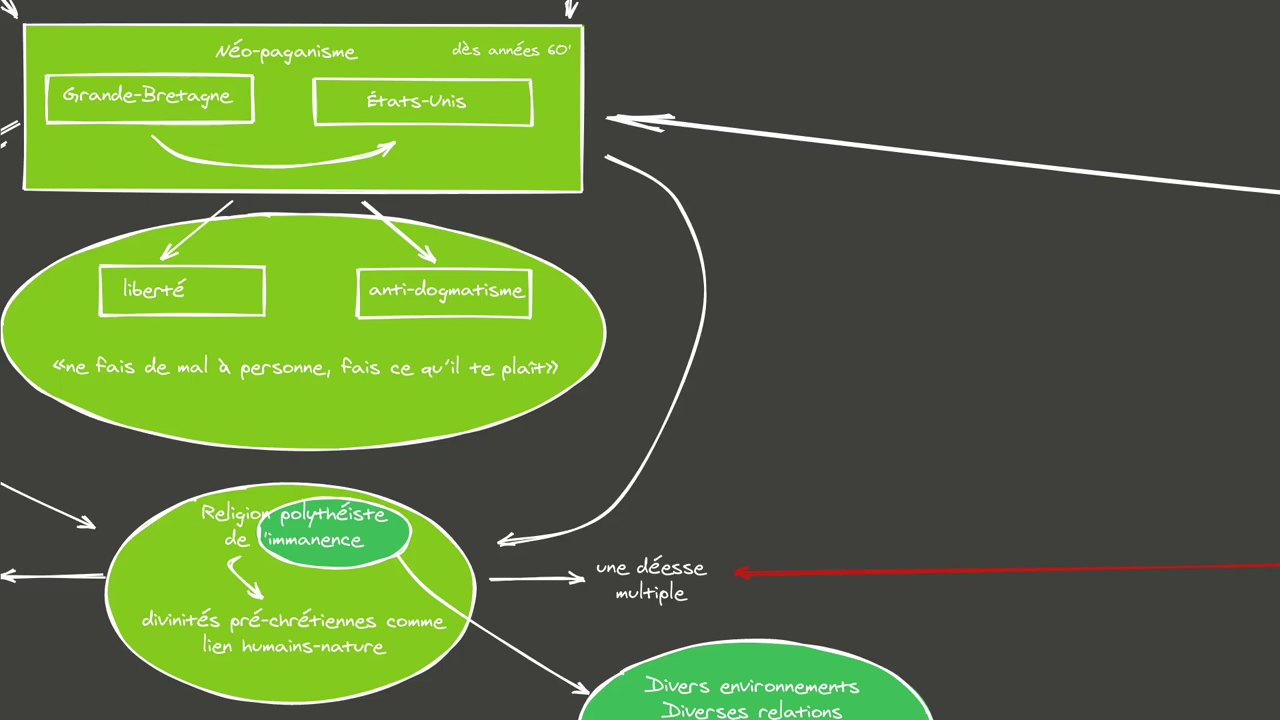 Néo-paganisme
dès années 60'
Grande-Bretagne
États-Unis
liberté
anti-dogmatisme
«ne fais de mal à personne, fais ce qu'il te plaît»
Religion polythéiste
de l'immanence
divinités pré-chrétiennes comme
lien humains-nature
une déesse
multiple
Divers environnements
Diverses relations